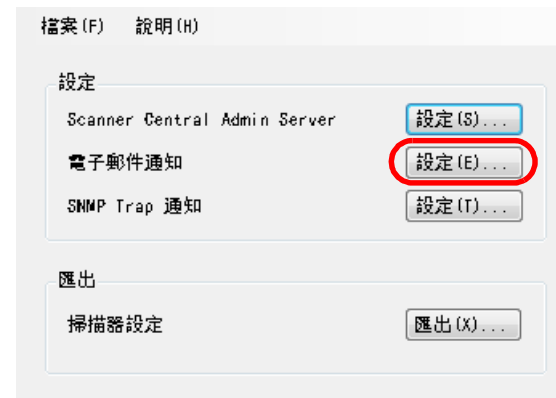 檔案(F) 說明(H)
設定
Scanner Central Admin Server 設定(S)...
電子郵件通知 設定(E)...
SNMP Trap 通知 設定(T)...
匯出
掃描器設定 匯出(X)...